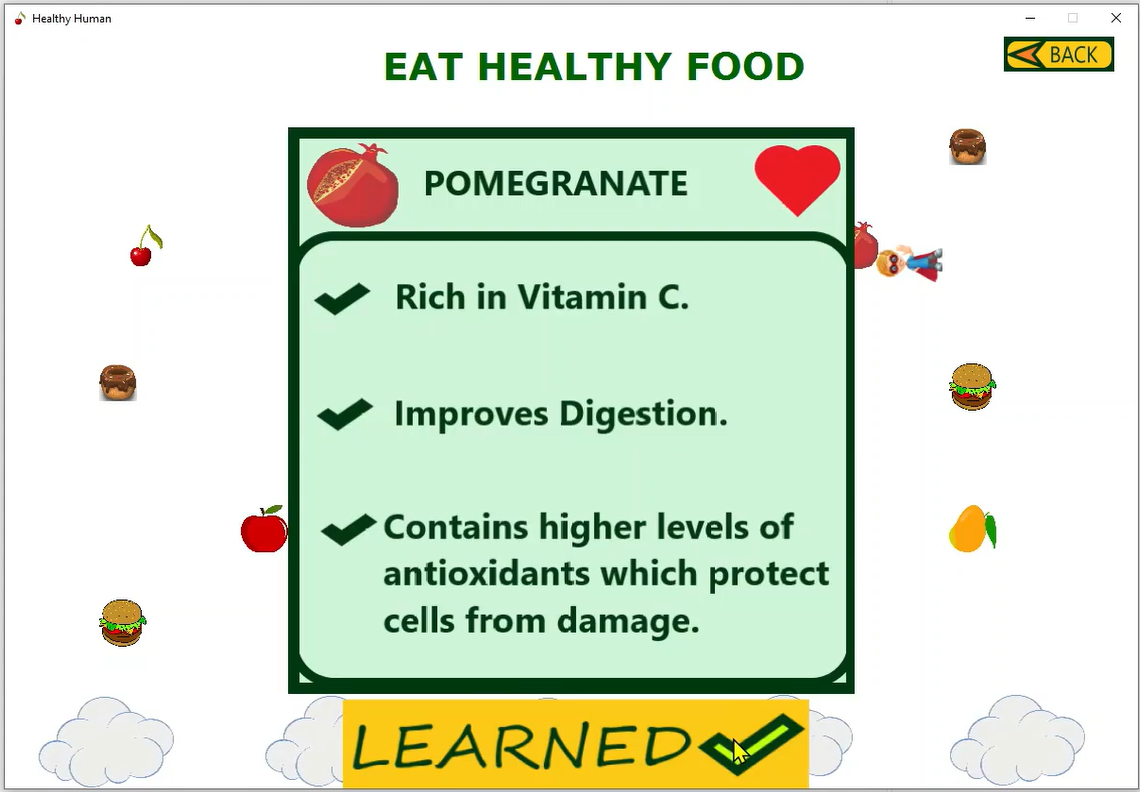 Healthy Human
EAT HEALTHY FOOD
BACK
POMEGRANATE
Rich in Vitamin C.
Improves Digestion.
Contains higher levels of
antioxidants which protect
cells from damage.
LEARNED